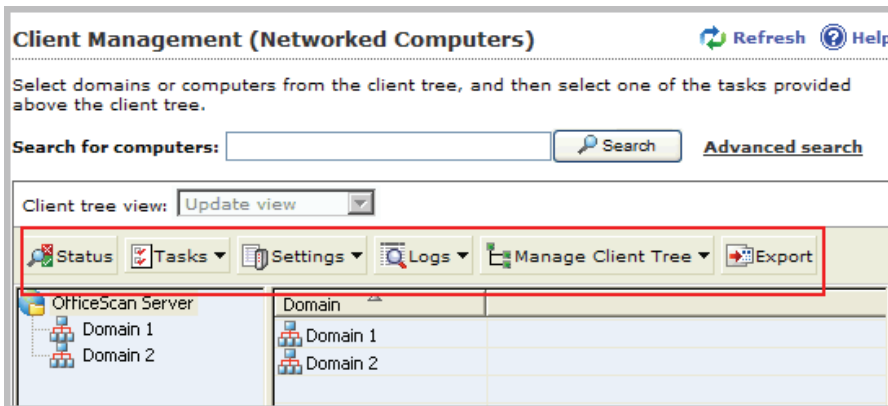 Client Management (Networked Computers) Refresh Help
Select domains or computers from the client tree, and then select one of the tasks provided
above the client tree.
Search for computers: Search Advanced search
Client tree view: Update view
Status Tasks Settings Logs Manage Client Tree Export
OfficeScan Server Domain
Domain 1 Domain 1
Domain 2 Domain 2